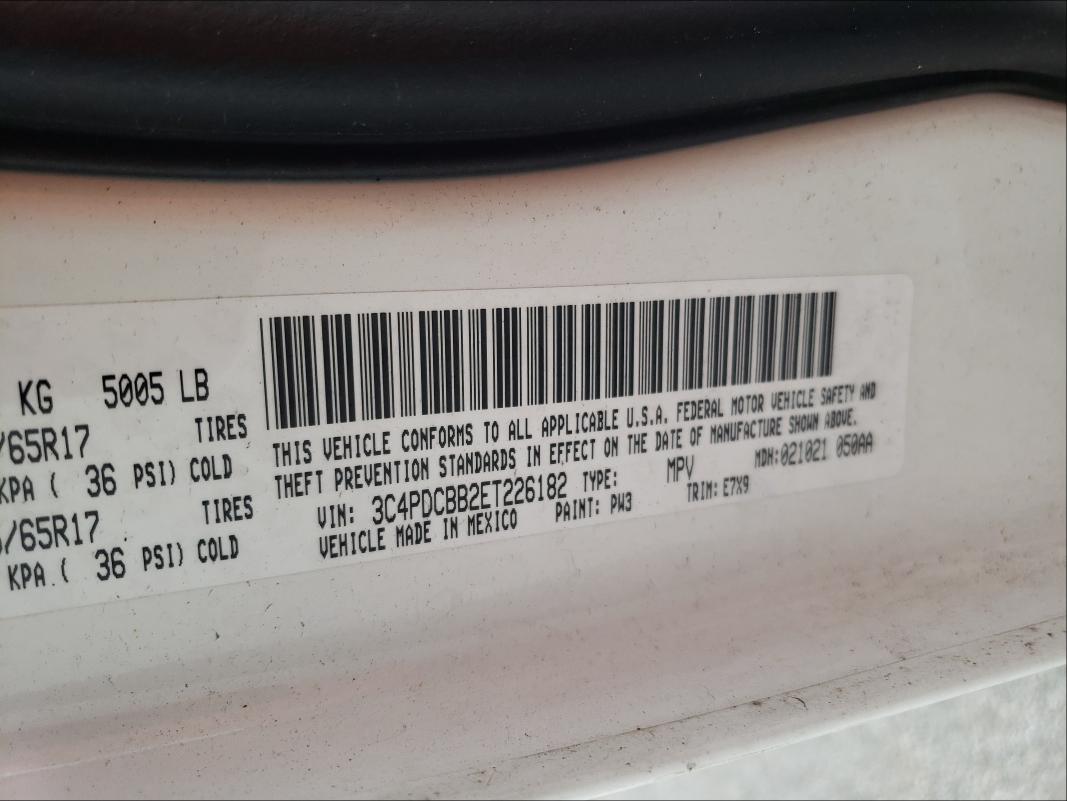 KG 5005 LB
/65R17 TIRES
KPA ( 36 PSI) COLD
/65R17 TIRES
KPA ( 36 PSI) COLD
THIS VEHICLE CONFORMS TO ALL APPLICABLE U.S.A. FEDERAL MOTOR VEHICLE SAFETY AND
THEFT PREVENTION STANDARDS IN EFFECT ON THE DATE OF MANUFACTURE SHOWN ABOVE.
VIN: 3C4PDCBB2ET226182 TYPE: MPV MDH:021021 050AA
VEHICLE MADE IN MEXICO PAINT: PW3 TRIM: E7X9